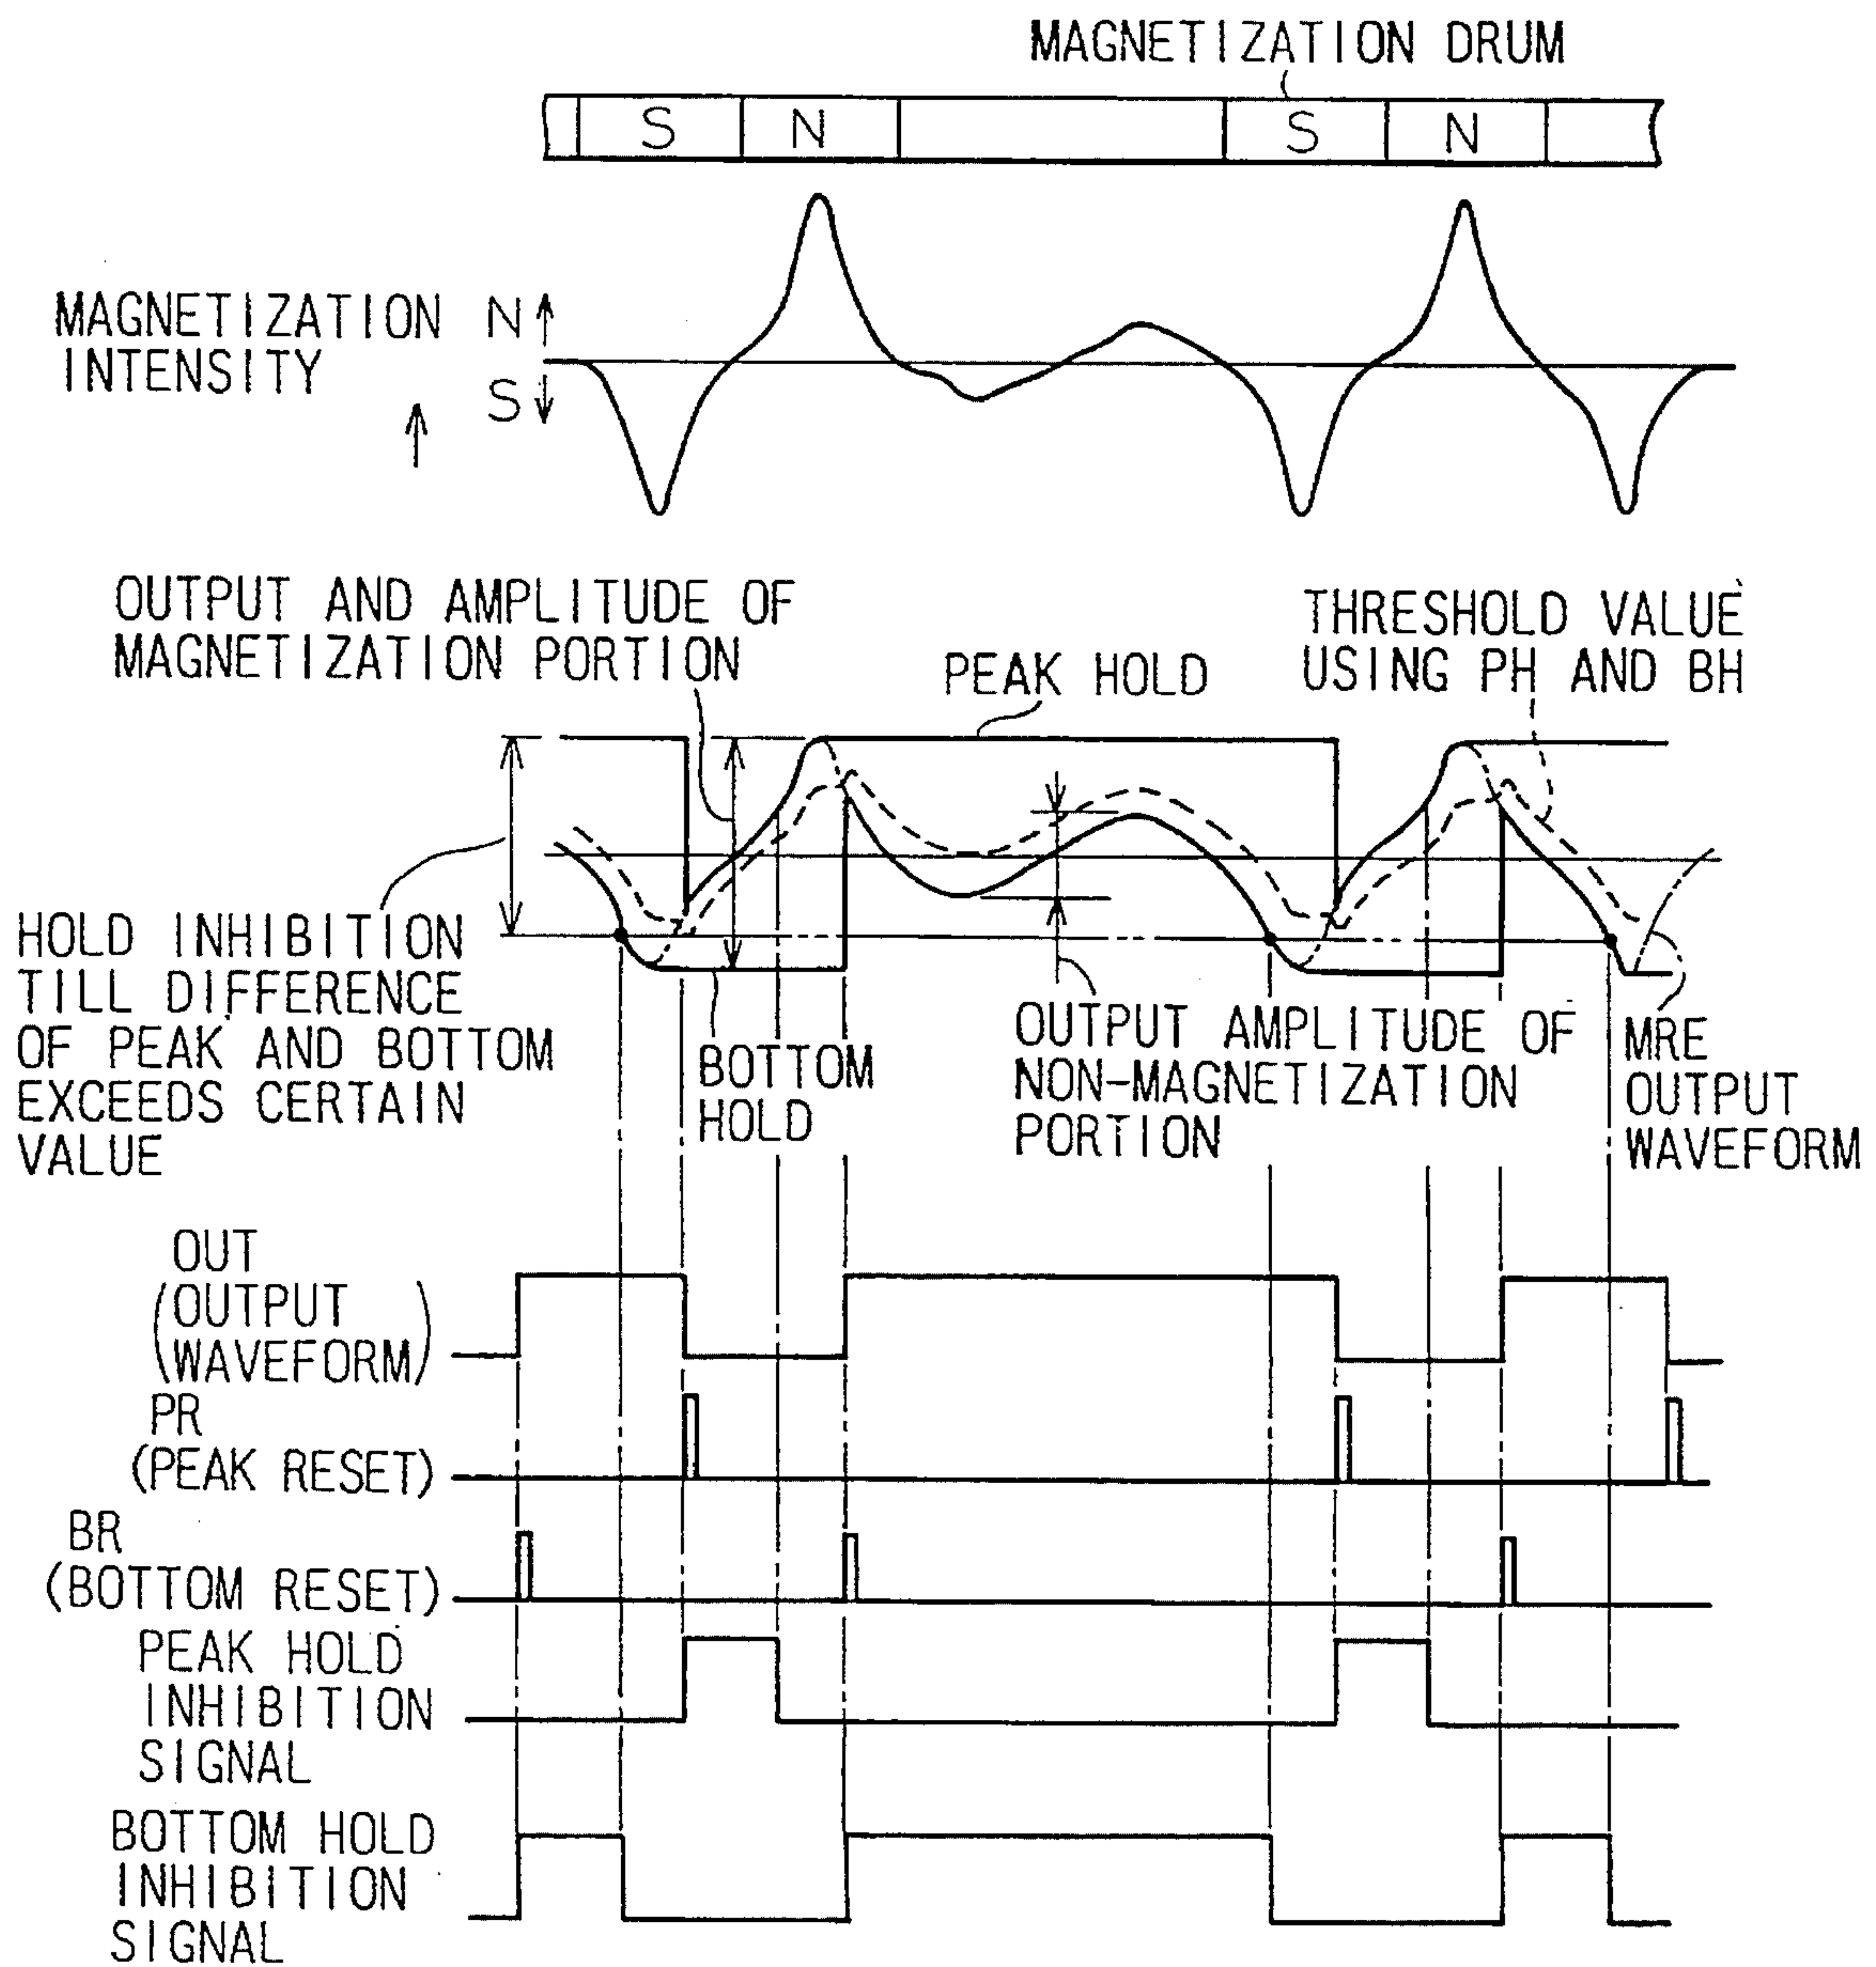 MAGNETIZATION DRUM
S N S N
MAGNETIZATION
INTENSITY
N
S
OUTPUT AND AMPLITUDE OF
MAGNETIZATION PORTION
PEAK HOLD
THRESHOLD VALUE
USING PH AND BH
HOLD INHIBITION
TILL DIFFERENCE
OF PEAK AND BOTTOM
EXCEEDS CERTAIN
VALUE
BOTTOM
HOLD
OUTPUT AMPLITUDE OF
NON-MAGNETIZATION
PORTION
MRE
OUTPUT
WAVEFORM
OUT
(OUTPUT
WAVEFORM)
PR
(PEAK RESET)
BR
(BOTTOM RESET)
PEAK HOLD
INHIBITION
SIGNAL
BOTTOM HOLD
INHIBITION
SIGNAL